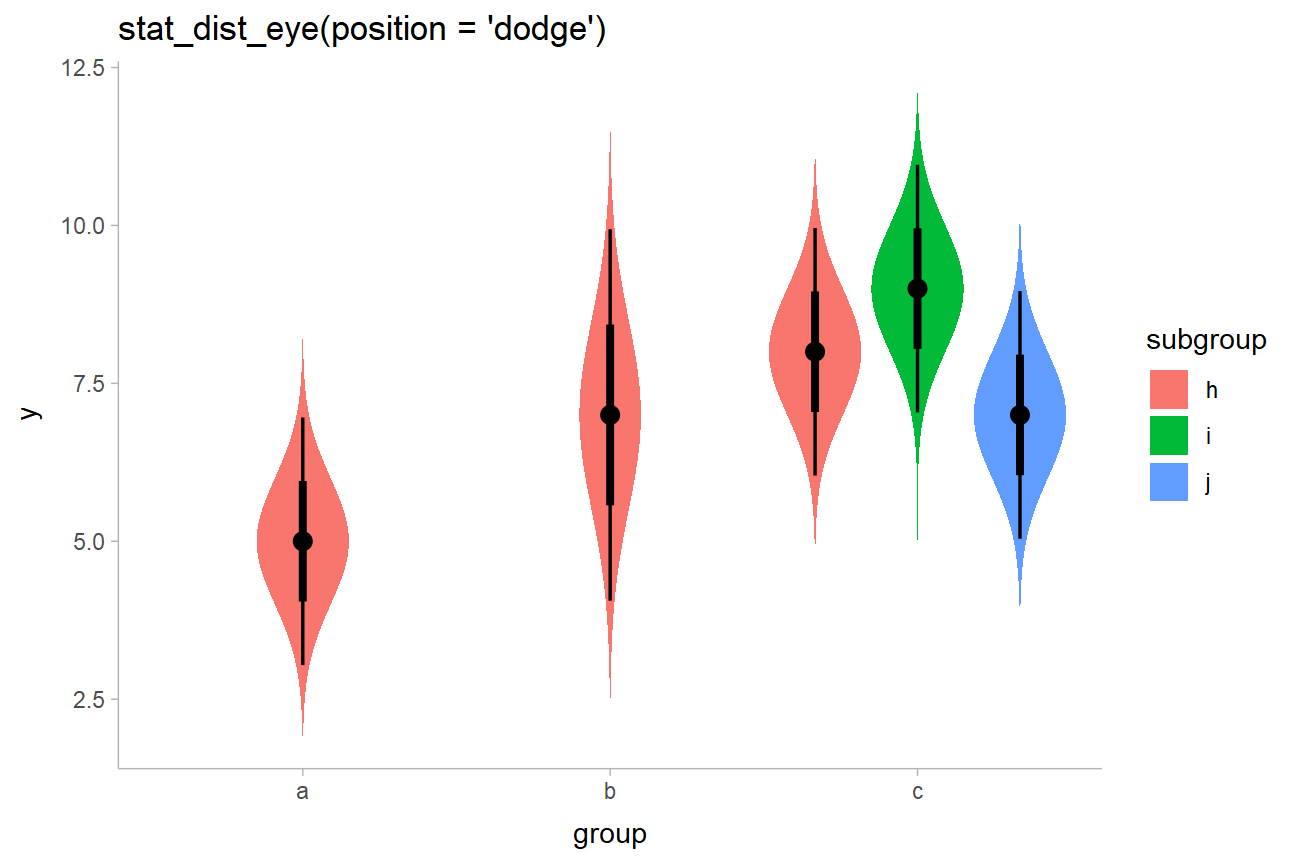 stat_dist_eye(position = 'dodge')
12.5
10.0
7.5
5.0
2.5
y
a
b
c
group
subgroup
h
i
j